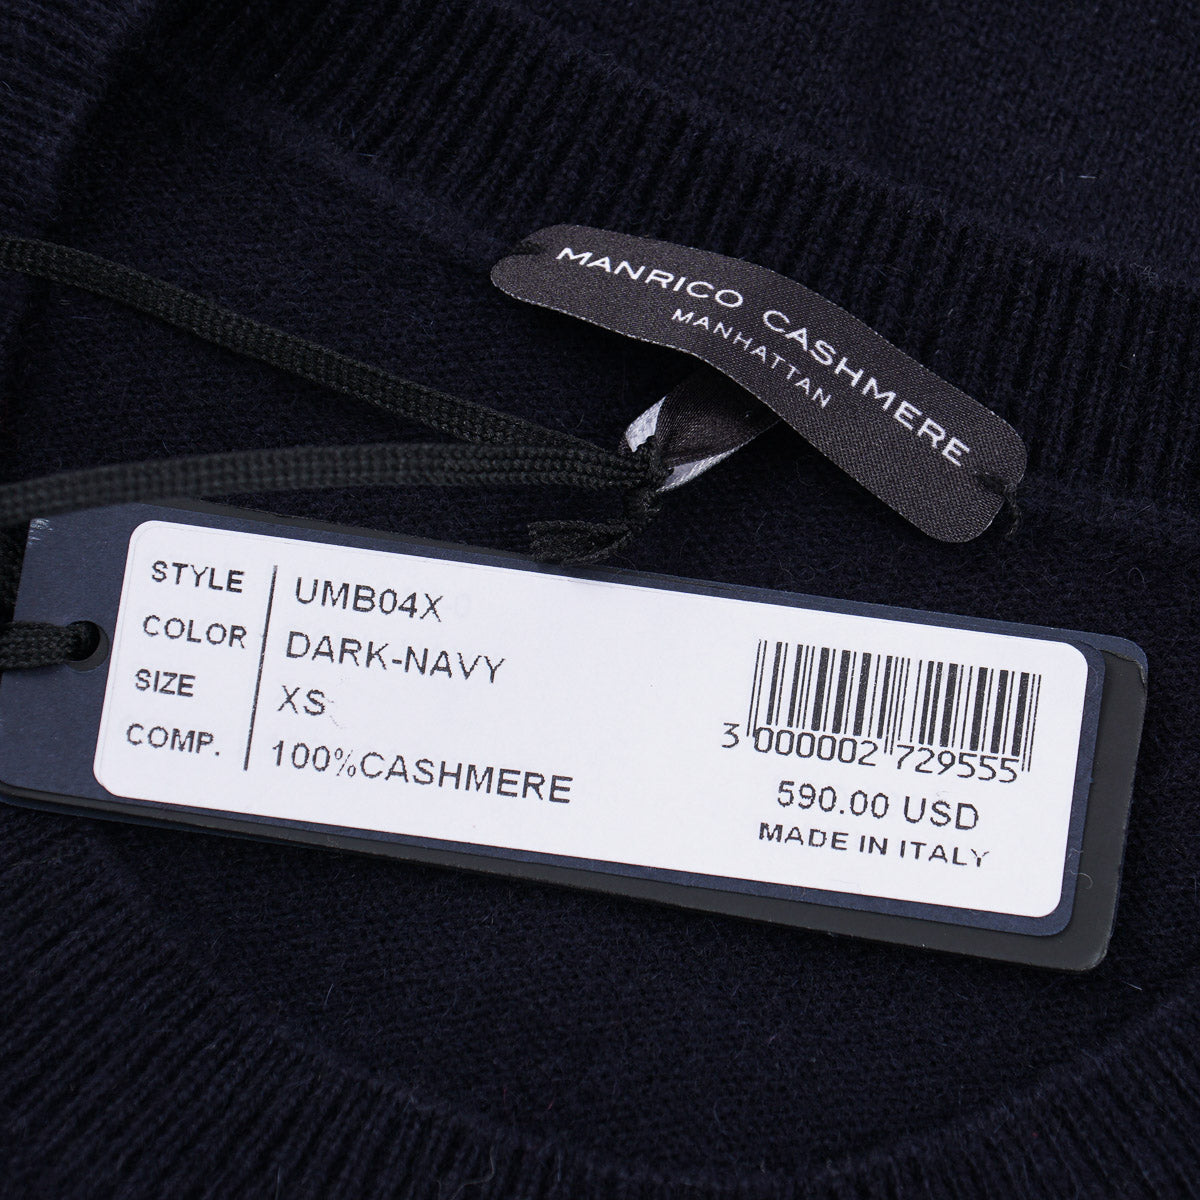 MANRICO CASHMERE
MANHATTAN
STYLE UMB04X
COLOR DARK-NAVY
SIZE XS
COMP. 100%CASHMERE
3 000002 729555
590.00 USD
MADE IN ITALY